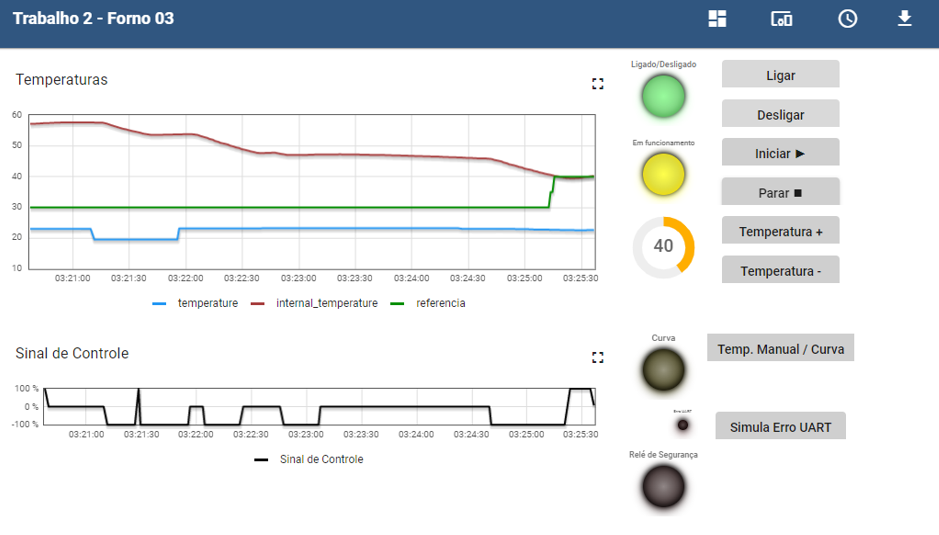 Trabalho 2 - Forno 03
Temperaturas
60
50
40
30
20
10
03:21:00 03:21:30 03:22:00 03:22:30 03:23:00 03:23:30 03:24:00 03:24:30 03:25:00 03:25:30
temperature internal_temperature referencia
Sinal de Controle
100 %
0 %
-100 %
03:21:00 03:21:30 03:22:00 03:22:30 03:23:00 03:23:30 03:24:00 03:24:30 03:25:00 03:25:30
Sinal de Controle
Ligado/Desligado
Ligar
Desligar
Em funcionamento
Iniciar ►
Parar ■
40
Temperatura +
Temperatura -
Curva
Temp. Manual / Curva
Erro UART
Simula Erro UART
Relé de Segurança